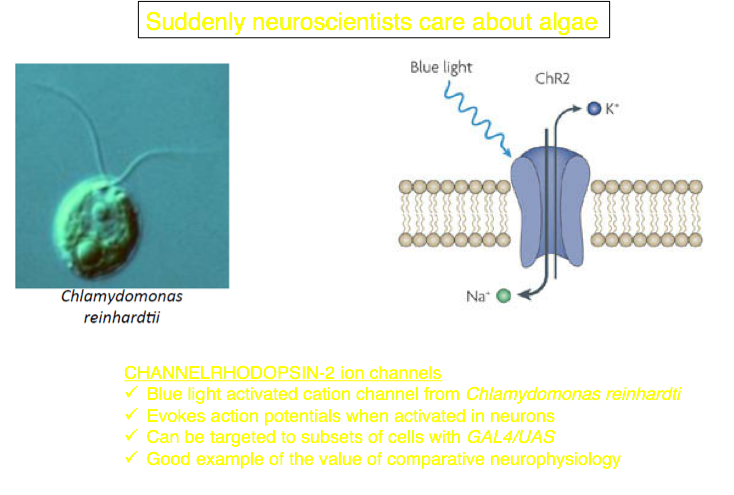 Suddenly neuroscientists care about algae
Blue light
ChR2
K⁺
Na⁺
Chlamydomonas
reinhardtii
CHANNELRHODOPSIN-2 ion channels
✓ Blue light activated cation channel from Chlamydomonas reinhardti
✓ Evokes action potentials when activated in neurons
✓ Can be targeted to subsets of cells with GAL4/UAS
✓ Good example of the value of comparative neurophysiology